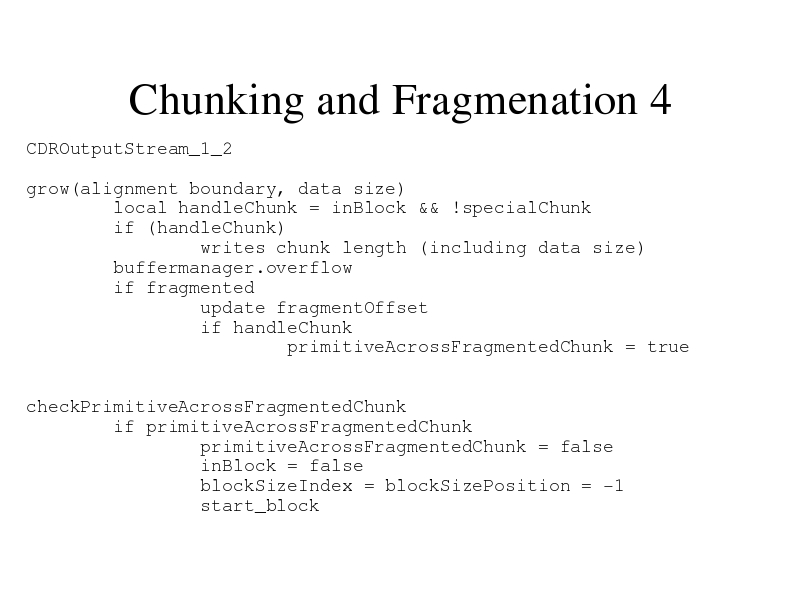 Chunking and Fragmenation 4
CDROutputStream_1_2
grow(alignment boundary, data size)
local handleChunk = inBlock && !specialChunk
if (handleChunk)
writes chunk length (including data size)
buffermanager.overflow
if fragmented
update fragmentOffset
if handleChunk
primitiveAcrossFragmentedChunk = true
checkPrimitiveAcrossFragmentedChunk
if primitiveAcrossFragmentedChunk
primitiveAcrossFragmentedChunk = false
inBlock = false
blockSizeIndex = blockSizePosition = -1
start_block